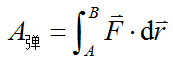 A弹 = ∫_A^B F⃗ · dr⃗